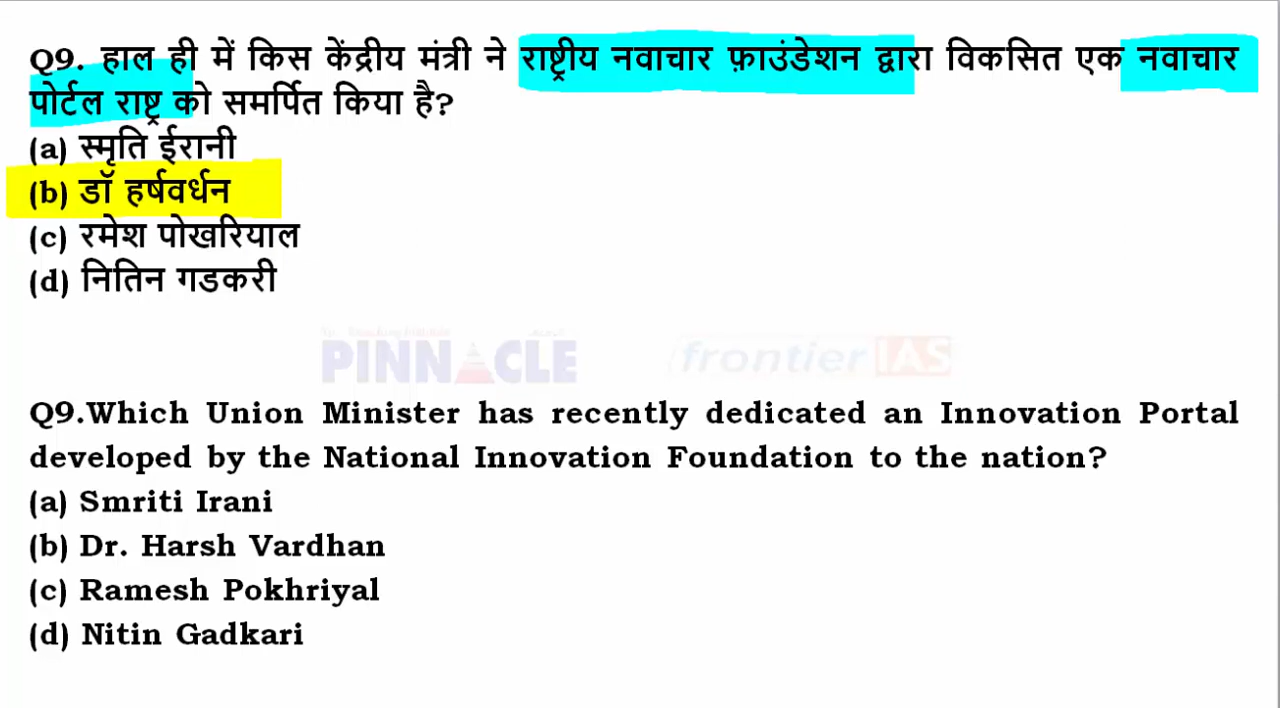 Q9. हाल ही में किस केंद्रीय मंत्री ने राष्ट्रीय नवाचार फ़ाउंडेशन द्वारा विकसित एक नवाचार
पोर्टल राष्ट्र को समर्पित किया है?
(a) स्मृति ईरानी
(b) डॉ हर्षवर्धन
(c) रमेश पोखरियाल
(d) नितिन गडकरी
PINNACLE frontier IAS
Q9.Which Union Minister has recently dedicated an Innovation Portal
developed by the National Innovation Foundation to the nation?
(a) Smriti Irani
(b) Dr. Harsh Vardhan
(c) Ramesh Pokhriyal
(d) Nitin Gadkari